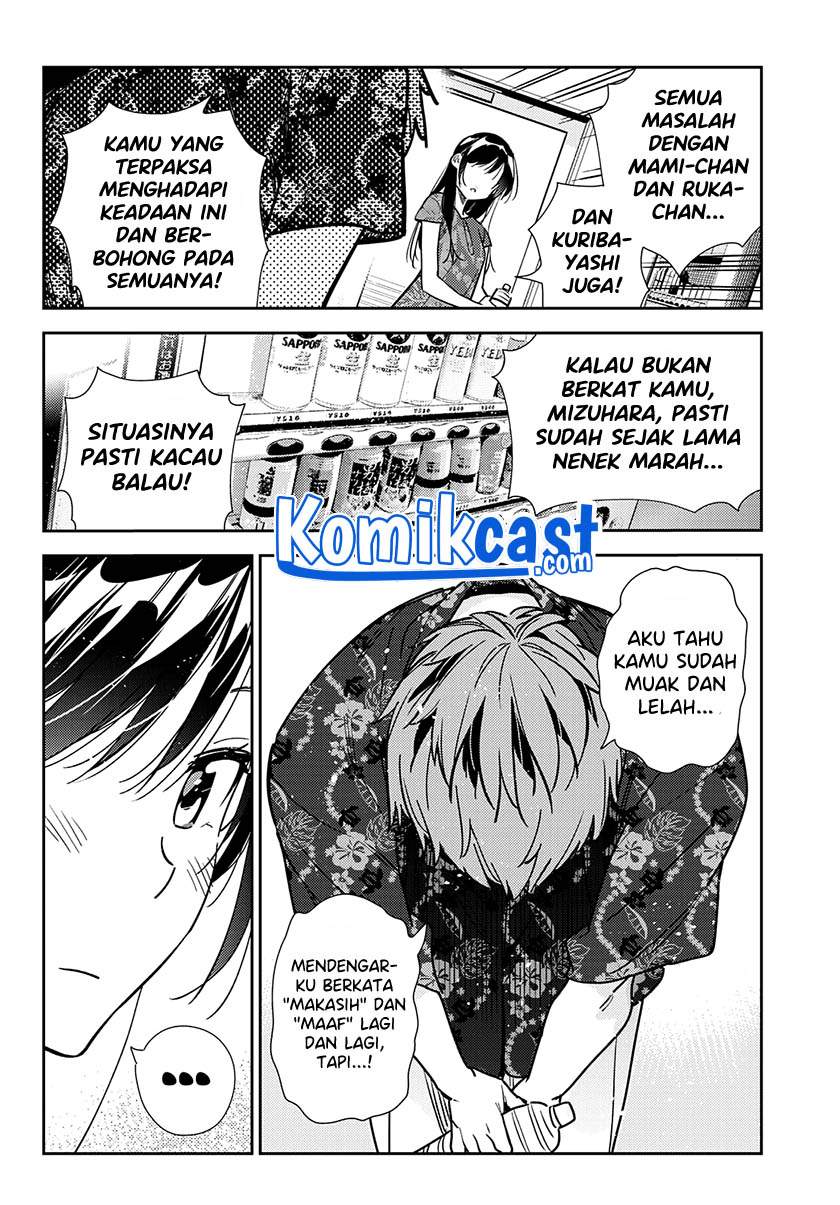 SEMUA
MASALAH
DENGAN
MAMI-CHAN
DAN RUKA-
CHAN...
DAN
KURIBA-
YASHI
JUGA!
KAMU YANG
TERPAKSA
MENGHADAPI
KEADAAN INI
DAN BER-
BOHONG PADA
SEMUANYA!
KALAU BUKAN
BERKAT KAMU,
MIZUHARA, PASTI
SUDAH SEJAK LAMA
NENEK MARAH...
SITUASINYA
PASTI KACAU
BALAU!
SAPPORO
SAPPORO
Komikcast
.com
AKU TAHU
KAMU SUDAH
MUAK DAN
LELAH...
MENDENGAR-
KU BERKATA
"MAKASIH" DAN
"MAAF" LAGI
DAN LAGI,
TAPI...!
●●●